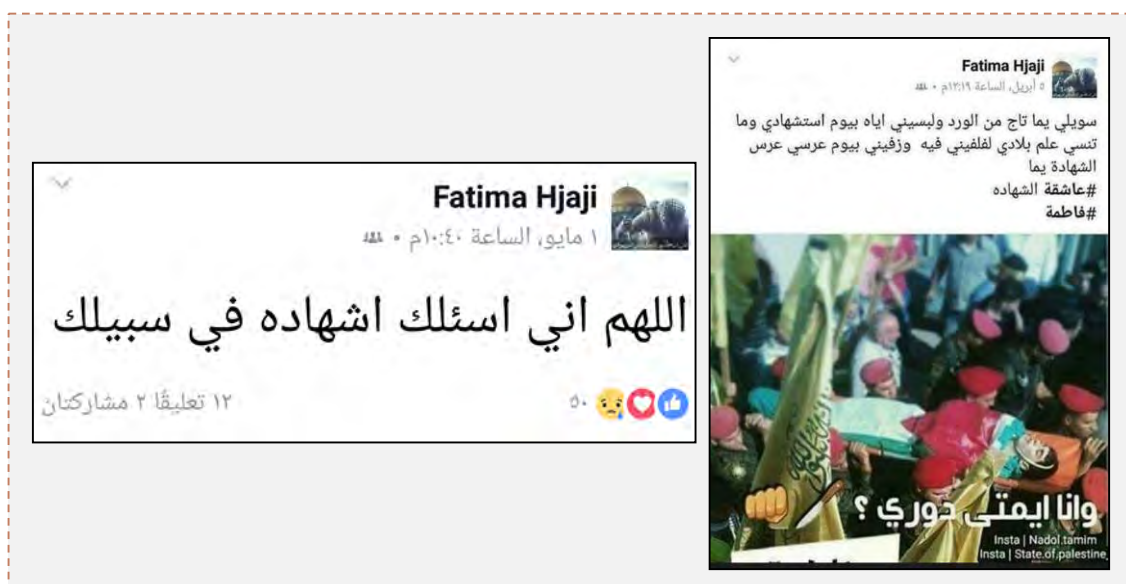 Fatima Hjaji
١ مايو، الساعة ١٠:٤٠م
اللهم اني اسئلك اشهاده في سبيلك
٥٠
١٢ تعليقًا ٢ مشاركتان
Fatima Hjaji
٥ أبريل، الساعة ١٢:١٩م
سويلي يما تاج من الورد ولبسيني اياه بيوم استشهادي وما
تنسي علم بلادي لفلفيني فيه وزفيني بيوم عرسي عرس
الشهادة يما
#عاشقة الشهاده
#فاطمة
وانا ايمتى دوري ؟
Insta | Nadol.tamim
Insta | State.of.palestine